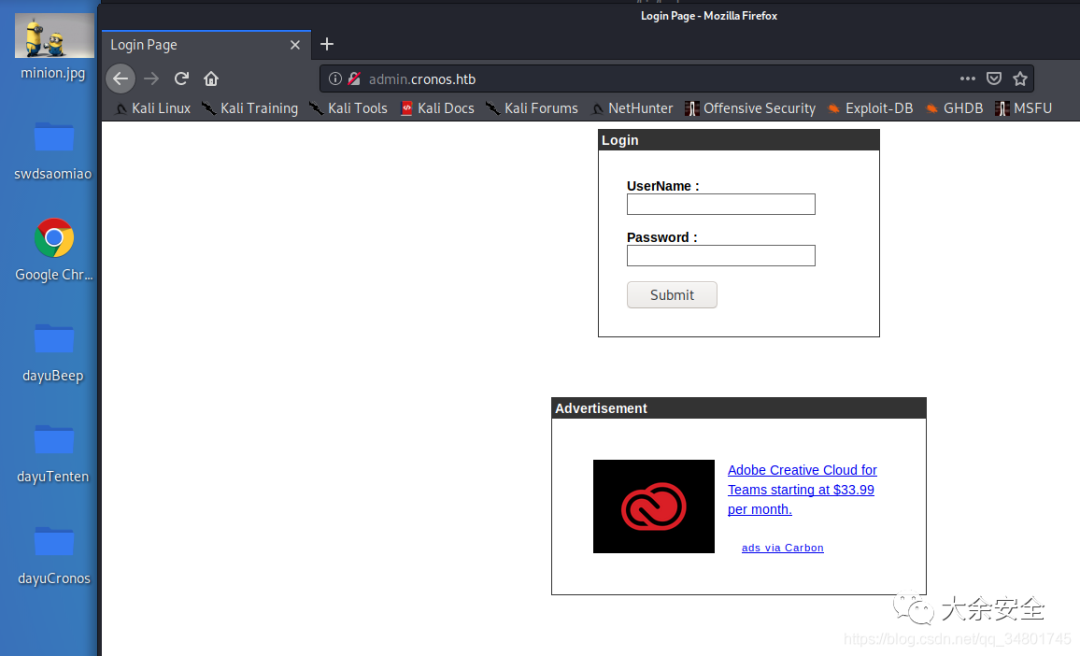 Login Page - Mozilla Firefox
Login Page
admin.cronos.htb
Kali Linux Kali Training Kali Tools Kali Docs Kali Forums NetHunter Offensive Security Exploit-DB GHDB MSFU
minion.jpg
swdsaomiao
Google Chr...
dayuBeep
dayuTenten
dayuCronos
Login
UserName :
Password :
Submit
Advertisement
Adobe Creative Cloud for
Teams starting at $33.99
per month.
ads via Carbon
大余安全
https://blog.csdn.net/qq_34801745